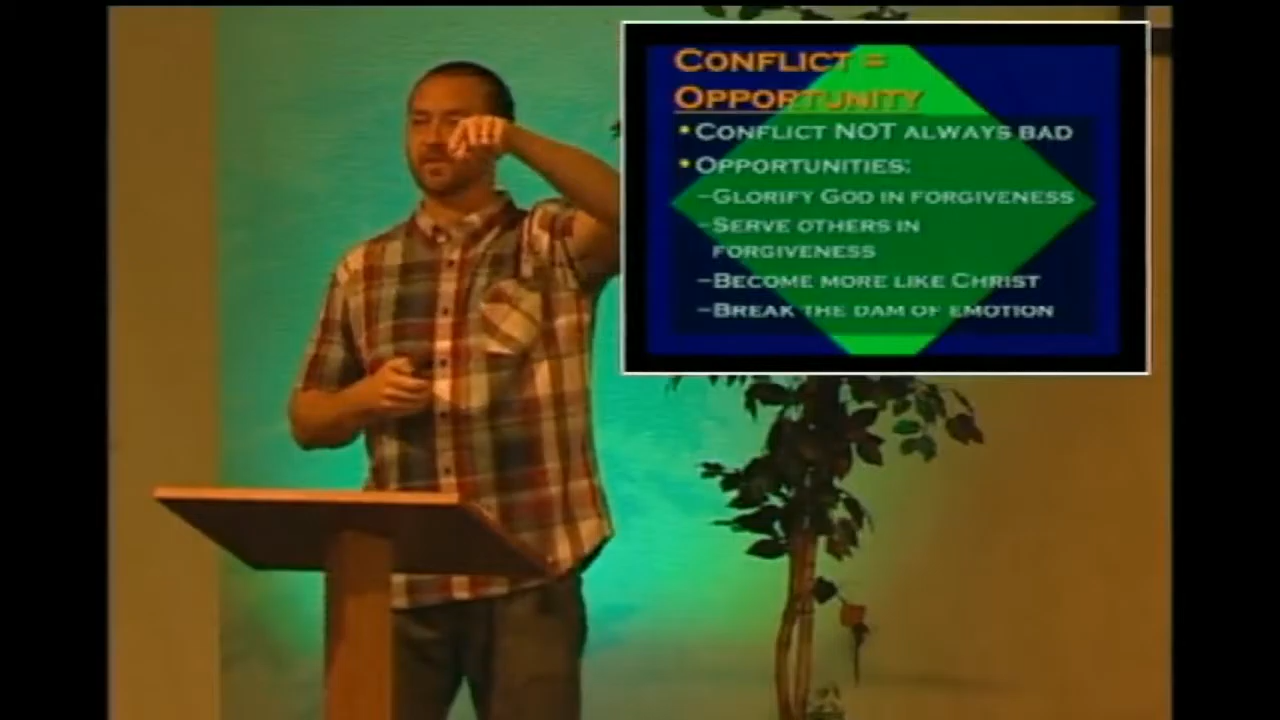 CONFLICT =
OPPORTUNITY
• CONFLICT NOT ALWAYS BAD
• OPPORTUNITIES:
–GLORIFY GOD IN FORGIVENESS
–SERVE OTHERS IN
FORGIVENESS
–BECOME MORE LIKE CHRIST
–BREAK THE DAM OF EMOTION